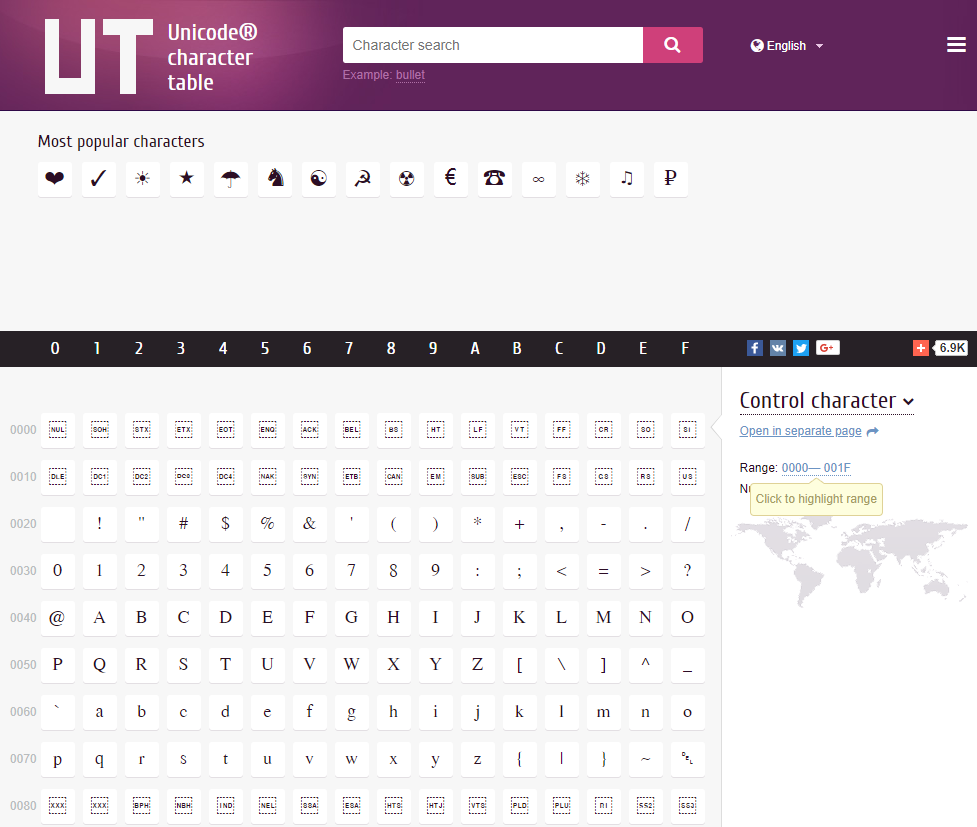 UT
Unicode®
character
table
Character search
Example: bullet
English
Most popular characters
❤ ✓ ☀ ★ ☂ ♞ ☯ ☭ ☢ € ☎ ∞ ❄ ♫ ₽
0 1 2 3 4 5 6 7 8 9 A B C D E F
6.9K
Control character
Open in separate page
Range: 0000— 001F
Click to highlight range
0000 NUL SOH STX ETX EOT ENQ ACK BEL BS HT LF VT FF CR SO SI
0010 DLE DC1 DC2 DC3 DC4 NAK SYN ETB CAN EM SUB ESC FS GS RS US
0020 ! " # $ % & ' ( ) * + , - . /
0030 0 1 2 3 4 5 6 7 8 9 : ; < = > ?
0040 @ A B C D E F G H I J K L M N O
0050 P Q R S T U V W X Y Z [ \ ] ^ _
0060 ` a b c d e f g h i j k l m n o
0070 p q r s t u v w x y z { | } ~ ␡
0080 XXX XXX BPH NBH IND NEL SSA ESA HTS HTJ VTS PLD PLU RI SS2 SS3